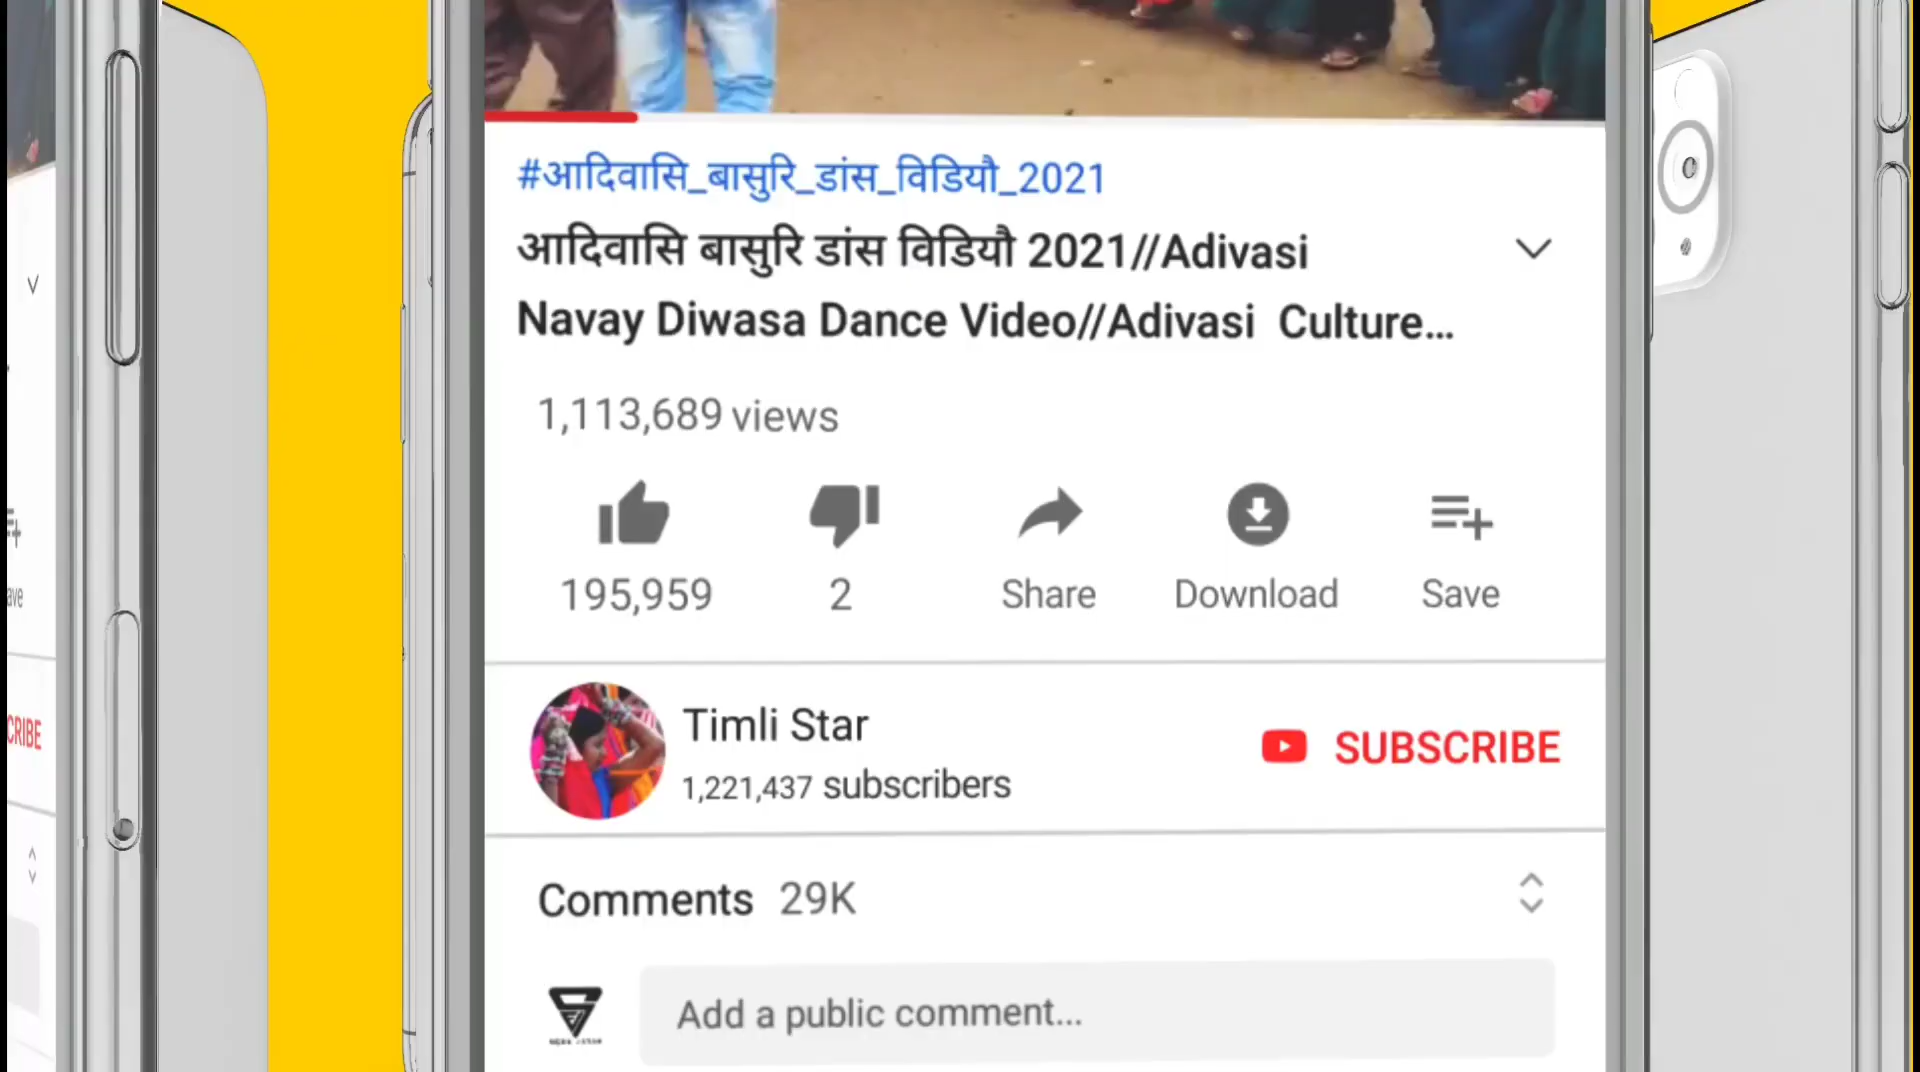 #आदिवासि_बासुरि_डांस_विडियौ_2021
आदिवासि बासुरि डांस विडियौ 2021//Adivasi
Navay Diwasa Dance Video//Adivasi Culture...
1,113,689 views
195,959
2
Share
Download
Save
Timli Star
1,221,437 subscribers
SUBSCRIBE
Comments 29K
Add a public comment...